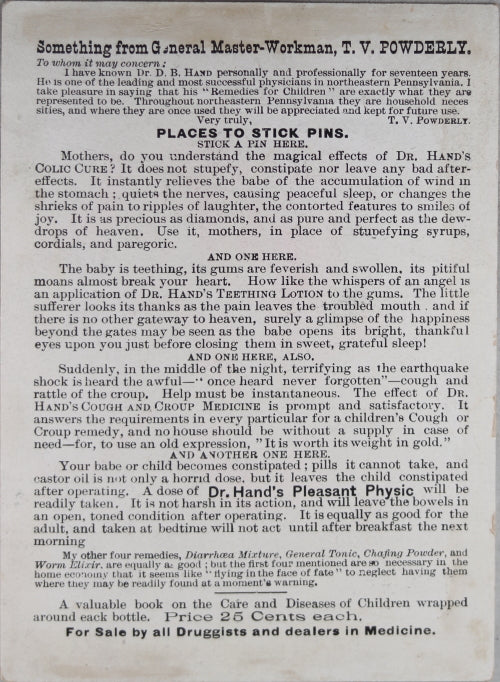 Something from General Master-Workman, T. V. POWDERLY.
To whom it may concern:
I have known Dr. D. B. HAND personally and professionally for seventeen years.
He is one of the leading and most successful physicians in northeastern Pennsylvania. I
take pleasure in saying that his "Remedies for Children" are exactly what they are
represented to be. Throughout northeastern Pennsylvania they are household neces
sities, and where they are once used they will be appreciated and kept for future use.
Very truly, T. V. POWDERLY.
PLACES TO STICK PINS.
STICK A PIN HERE.
Mothers, do you understand the magical effects of DR. HAND'S
COLIC CURE? It does not stupefy, constipate nor leave any bad after-
effects. It instantly relieves the babe of the accumulation of wind in
the stomach; quiets the nerves, causing peaceful sleep, or changes the
shrieks of pain to ripples of laughter, the contorted features to smiles of
joy. It is as precious as diamonds, and as pure and perfect as the dew-
drops of heaven. Use it, mothers, in place of stupefying syrups,
cordials, and paregoric.
AND ONE HERE.
The baby is teething, its gums are feverish and swollen, its pitiful
moans almost break your heart. How like the whispers of an angel is
an application of DR. HAND'S TEETHING LOTION to the gums. The little
sufferer looks its thanks as the pain leaves the troubled mouth . and if
there is no other gateway to heaven, surely a glimpse of the happiness
beyond the gates may be seen as the babe opens its bright, thankful
eyes upon you just before closing them in sweet, grateful sleep!
AND ONE HERE, ALSO.
Suddenly, in the middle of the night, terrifying as the earthquake
shock is heard the awful—"once heard never forgotten"—cough and
rattle of the croup. Help must be instantaneous. The effect of DR.
HAND'S COUGH AND CROUP MEDICINE is prompt and satisfactory. It
answers the requirements in every particular for a children's Cough or
Croup remedy, and no house should be without a supply in case of
need—for, to use an old expression, "It is worth its weight in gold."
AND ANOTHER ONE HERE.
Your babe or child becomes constipated; pills it cannot take, and
castor oil is not only a horrid dose. but it leaves the child constipated
after operating. A dose of Dr. Hand's Pleasant Physic will be
readily taken. It is not harsh in its action, and will leave the bowels in
an open, toned condition after operating. It is equally as good for the
adult, and taken at bedtime will not act until after breakfast the next
morning
My other four remedies, Diarrhœa Mixture, General Tonic, Chafing Powder, and
Worm Elixir. are equally as good; but the first four mentioned are so necessary in the
home economy that it seems like "flying in the face of fate" to neglect having them
where they may be readily found at a moment's warning.
A valuable book on the Care and Diseases of Children wrapped
around each bottle. Price 25 Cents each.
For Sale by all Druggists and dealers in Medicine.